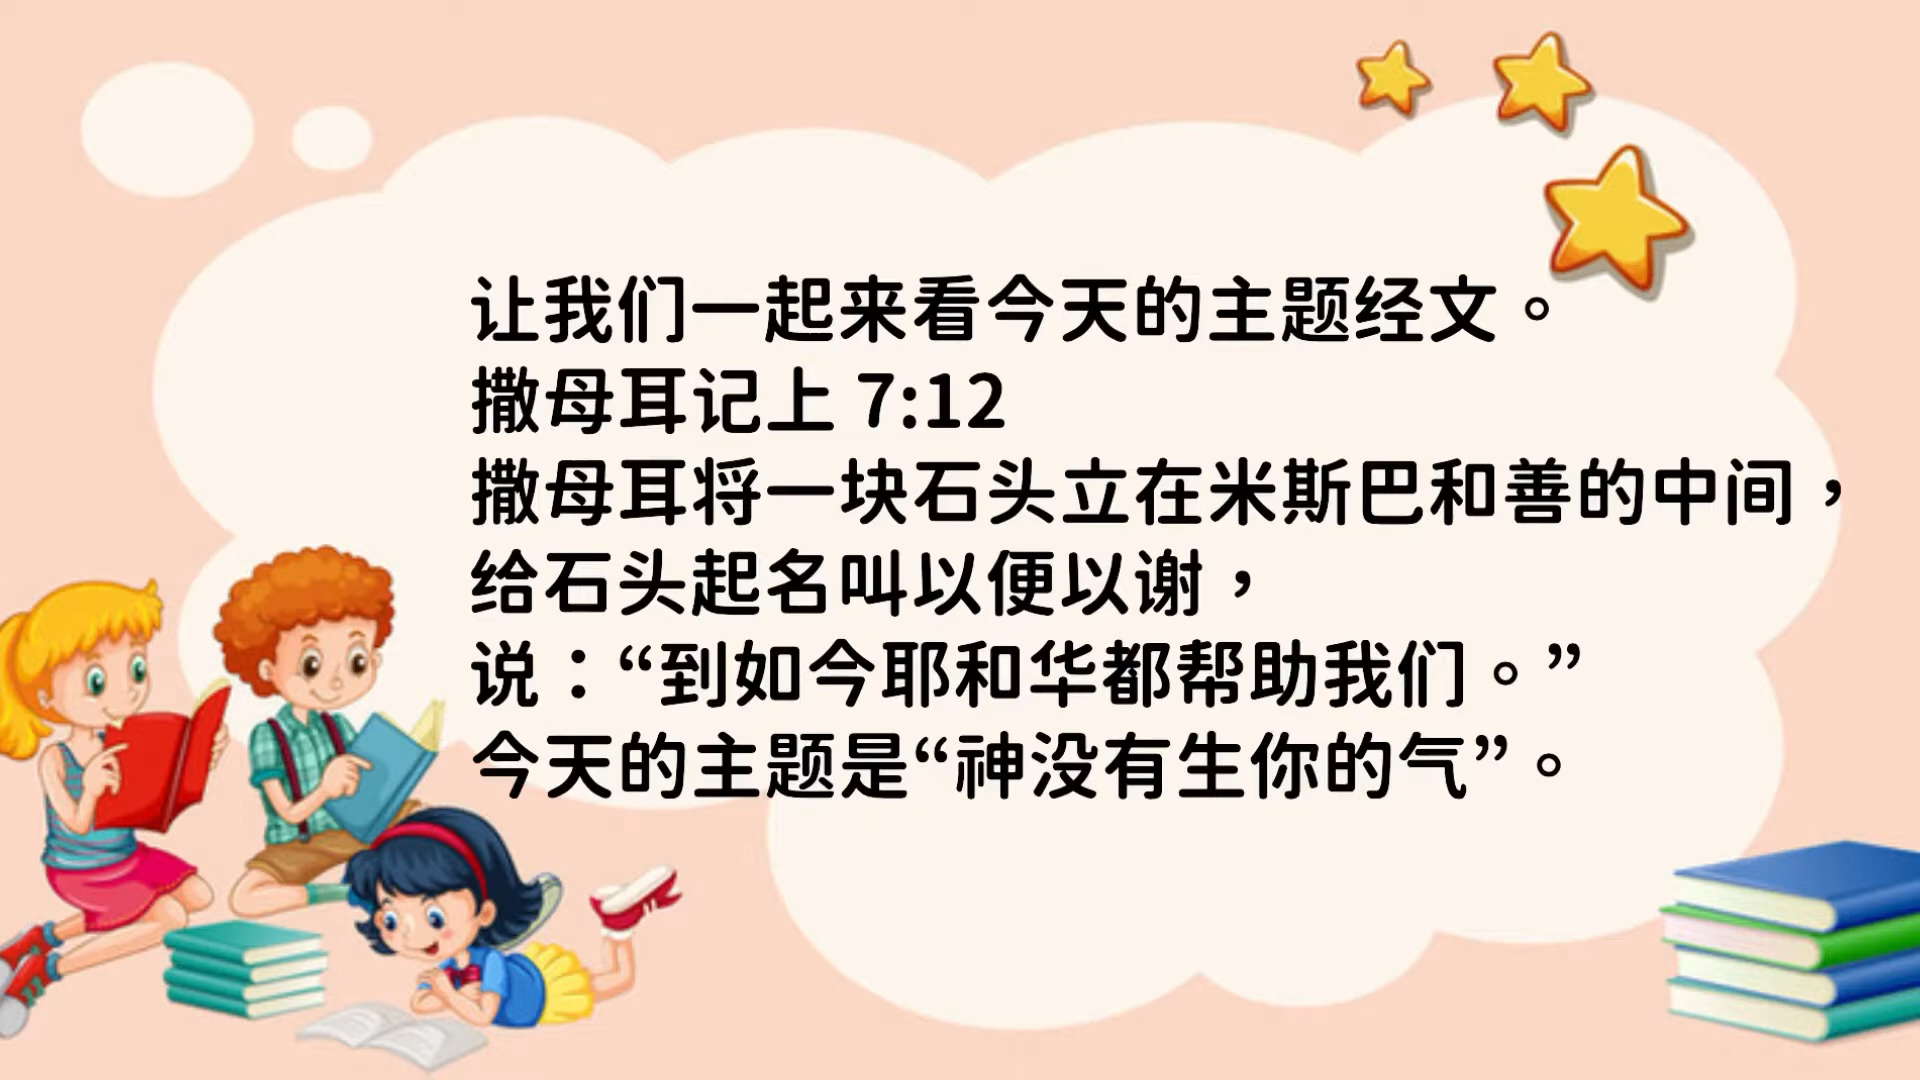 让我们一起来看今天的主题经文。
撒母耳记上 7:12
撒母耳将一块石头立在米斯巴和善的中间，
给石头起名叫以便以谢，
说：“到如今耶和华都帮助我们。”
今天的主题是“神没有生你的气”。